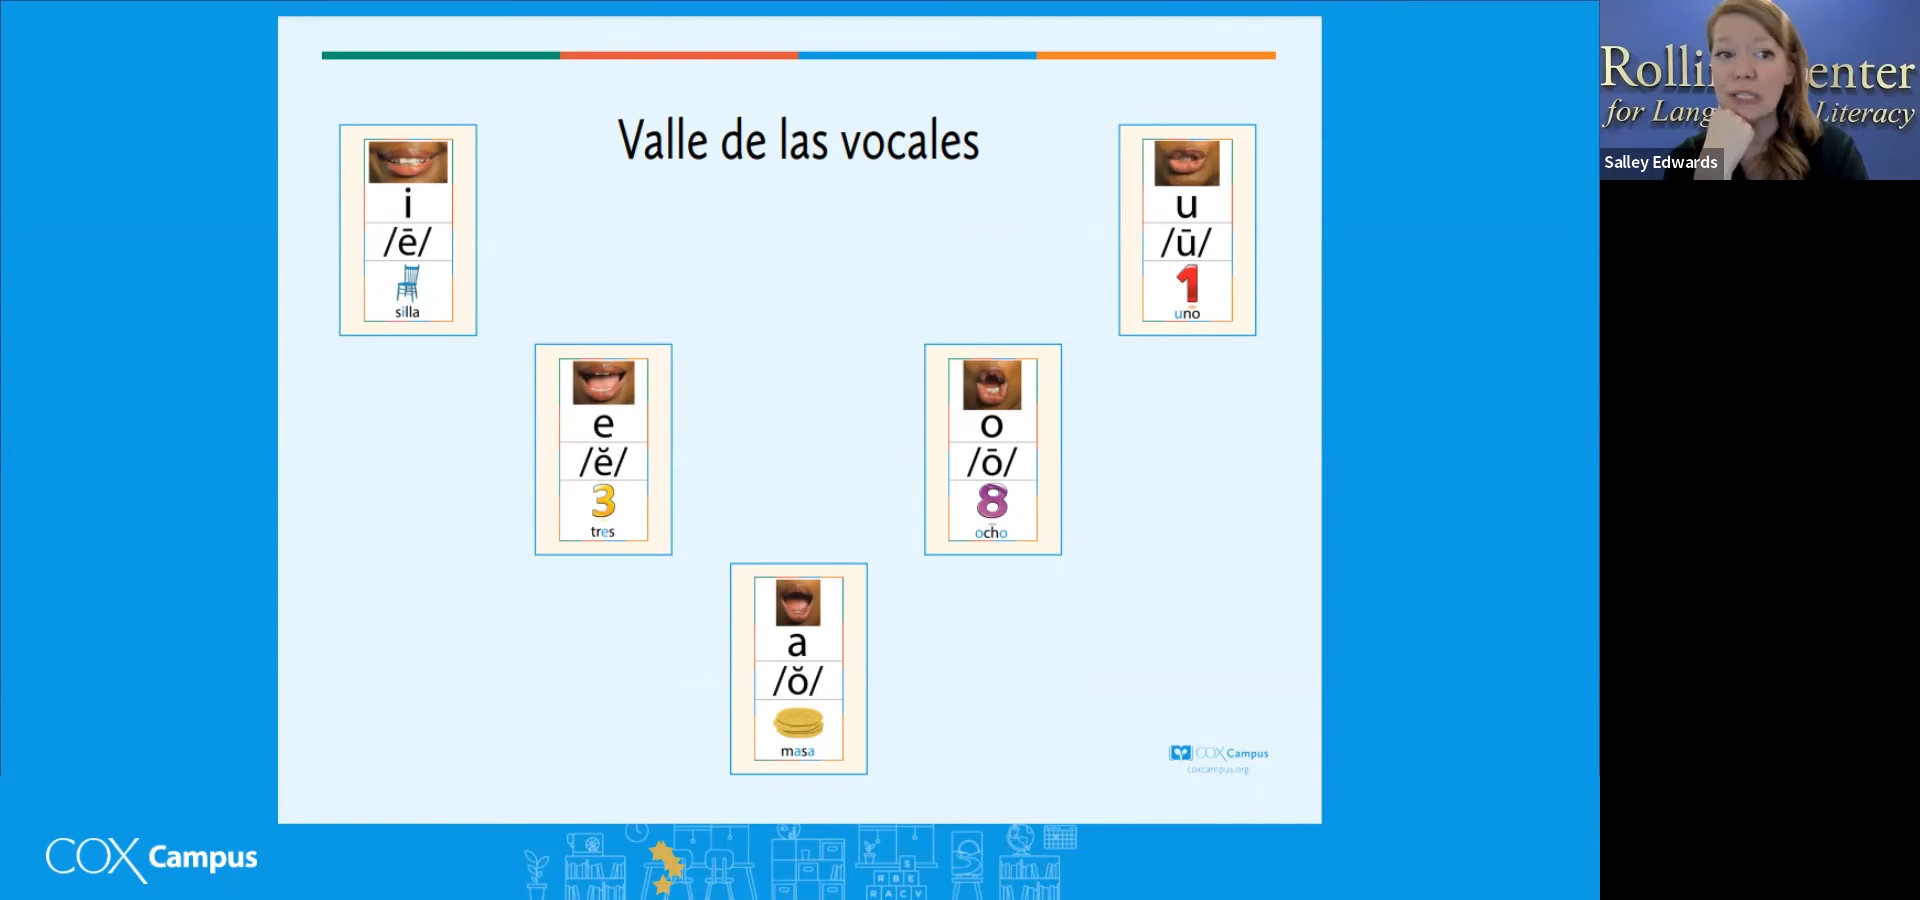 Valle de las vocales
i
/ē/
silla
u
/ū/
1
uno
e
/ĕ/
3
tres
o
/ō/
8
ocho
a
/ŏ/
masa
COX Campus
coxcampus.org
COX Campus
S
R B E
R A C V
for Literacy
Salley Edwards